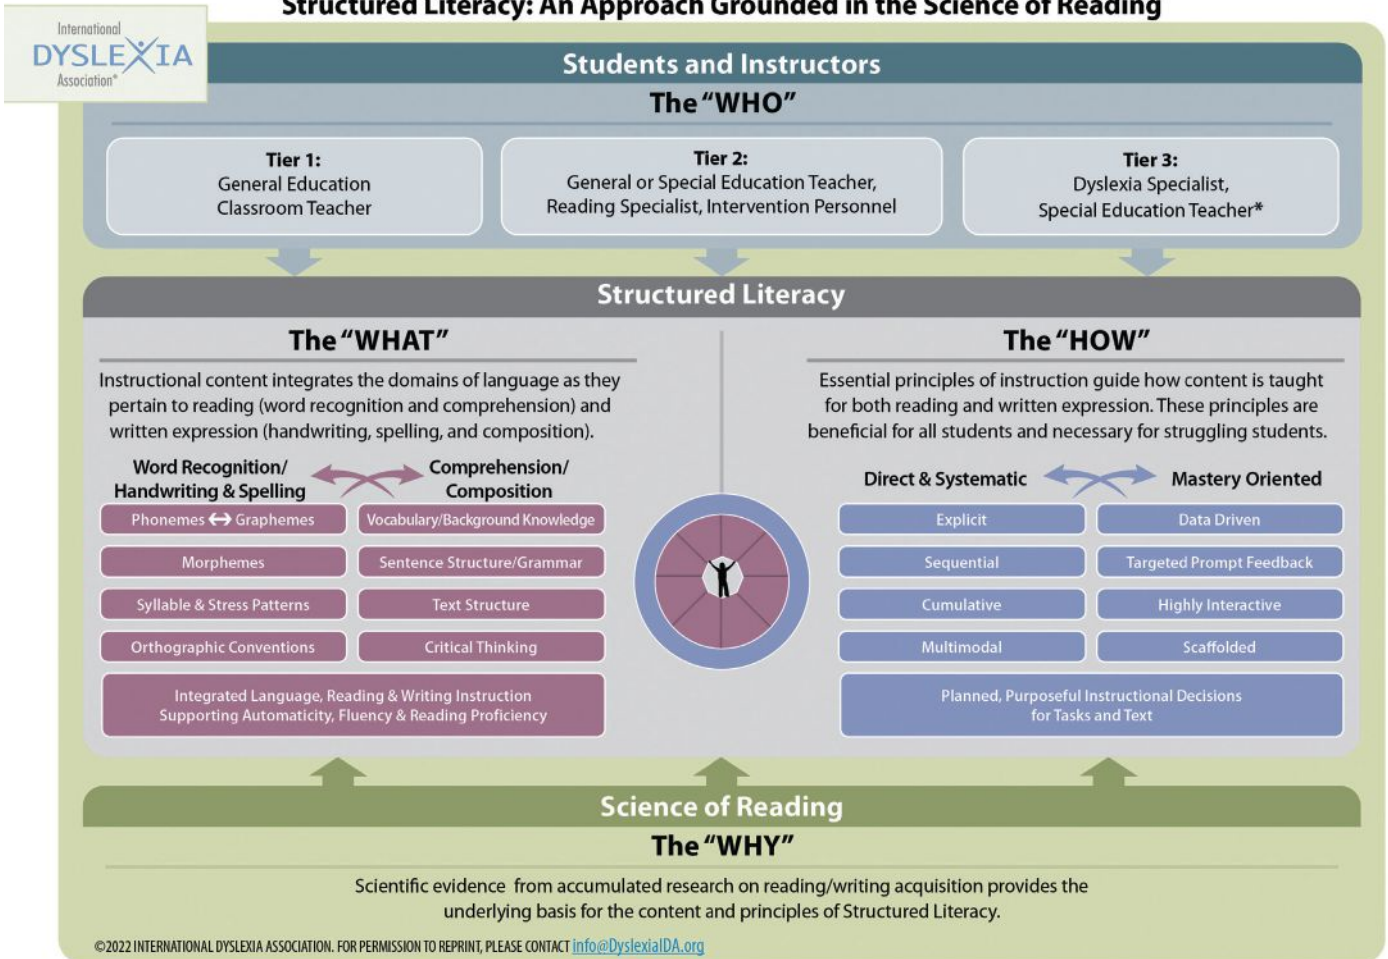 Structured Literacy: An Approach Grounded in the Science of Reading
International
DYSLEXIA
Association®
Students and Instructors
The “WHO”
Tier 1:
General Education
Classroom Teacher
Tier 2:
General or Special Education Teacher,
Reading Specialist, Intervention Personnel
Tier 3:
Dyslexia Specialist,
Special Education Teacher*
Structured Literacy
The “WHAT”
Instructional content integrates the domains of language as they
pertain to reading (word recognition and comprehension) and
written expression (handwriting, spelling, and composition).
Word Recognition/
Handwriting & Spelling
Comprehension/
Composition
Phonemes ↔ Graphemes
Vocabulary/Background Knowledge
Morphemes
Sentence Structure/Grammar
Syllable & Stress Patterns
Text Structure
Orthographic Conventions
Critical Thinking
Integrated Language, Reading & Writing Instruction
Supporting Automaticity, Fluency & Reading Proficiency
The “HOW”
Essential principles of instruction guide how content is taught
for both reading and written expression. These principles are
beneficial for all students and necessary for struggling students.
Direct & Systematic
Mastery Oriented
Explicit
Data Driven
Sequential
Targeted Prompt Feedback
Cumulative
Highly Interactive
Multimodal
Scaffolded
Planned, Purposeful Instructional Decisions
for Tasks and Text
Science of Reading
The “WHY”
Scientific evidence from accumulated research on reading/writing acquisition provides the
underlying basis for the content and principles of Structured Literacy.
©2022 INTERNATIONAL DYSLEXIA ASSOCIATION. FOR PERMISSION TO REPRINT, PLEASE CONTACT info@DyslexiaIDA.org